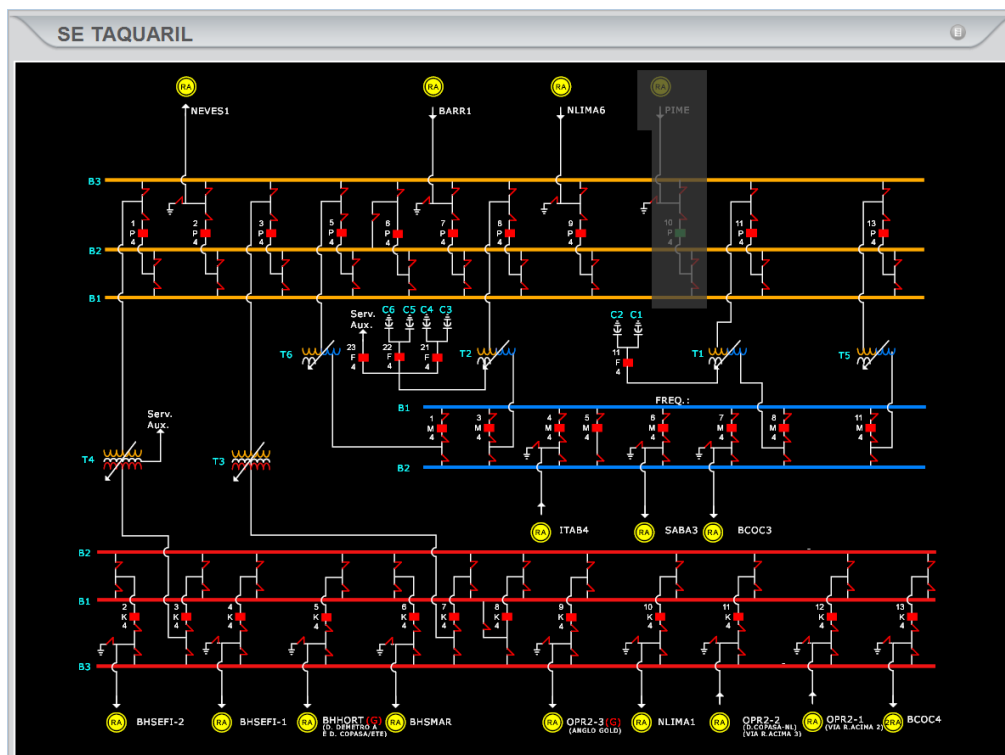 SE TAQUARIL
RA RA RA RA
NEVES1 BARR1 NLIMA6 PIME
B3
1 P 4
2 P 4
3 P 4
5 P 4
6 P 4
7 P 4
8 P 4
9 P 4
10 P 4
11 P 4
13 P 4
B2
B1
C6 C5 C4 C3
C2 C1
Serv.
Aux.
23 F 4
22 F 4
21 F 4
11 F 4
T6 T2 T1 T5
B1 FREQ.:
1 M 4
3 M 4
4 M 4
5 M 4
6 M 4
7 M 4
8 M 4
11 M 4
B2
Serv.
Aux.
T4 T3
RA ITAB4 RA SABA3 RA BCOC3
B2
B1
2 K 4
3 K 4
4 K 4
5 K 4
6 K 4
7 K 4
8 K 4
9 K 4
10 K 4
11 K 4
12 K 4
13 K 4
B3
RA BHSEFI-2
RA BHSEFI-1
RA BHHORT(G)
(D. DEMETRO A
E D. COPASA/ETE)
RA BHSMAR
RA OPR2-3(G)
(ANGLO GOLD)
RA NLIMA1
RA OPR2-2
(D.COPASA-NL)
(VIA R.ACIMA 3)
RA OPR2-1
(VIA R.ACIMA 2)
2RA BCOC4